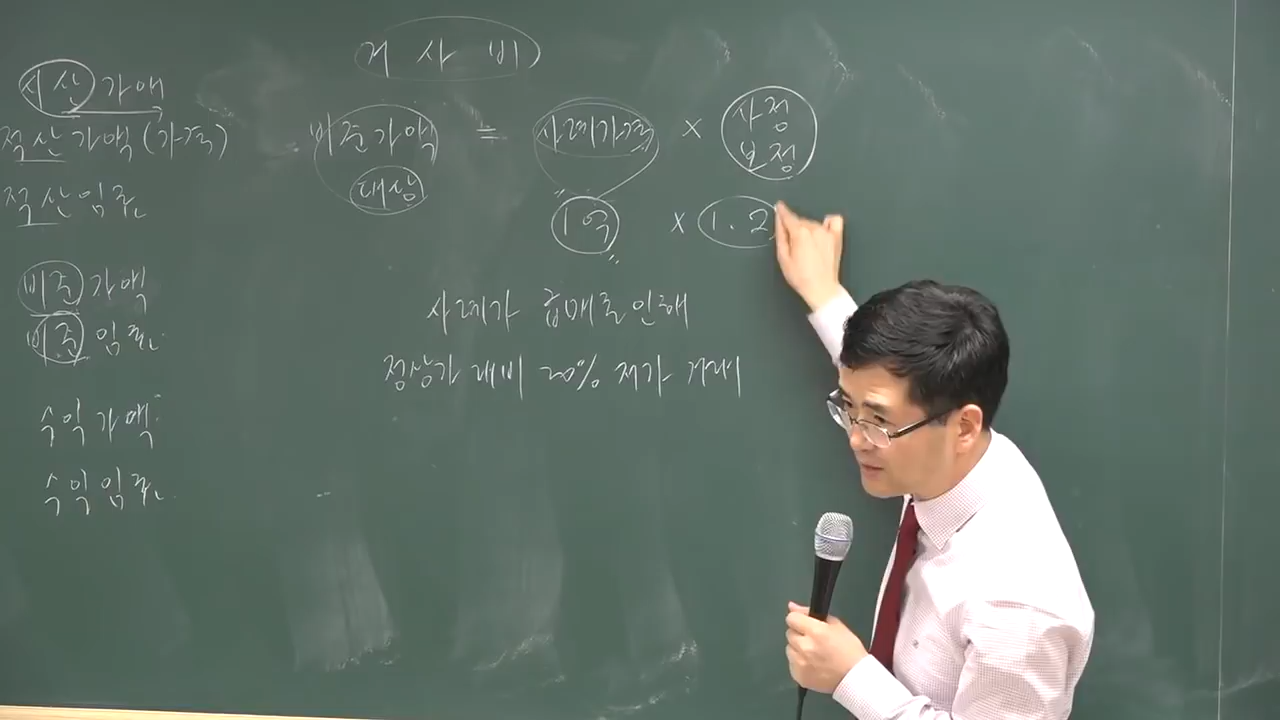 거 사 비
시산 가액
적산 가액 (가격)
적산 임료
비준 가액
비준 임료
수익 가액
수익 임료
비준가액 = 사례가격 × 사정 보정
대상
"1억" × 1.2
사례가 급매로 인해
정상가 대비 20% 저가 거래